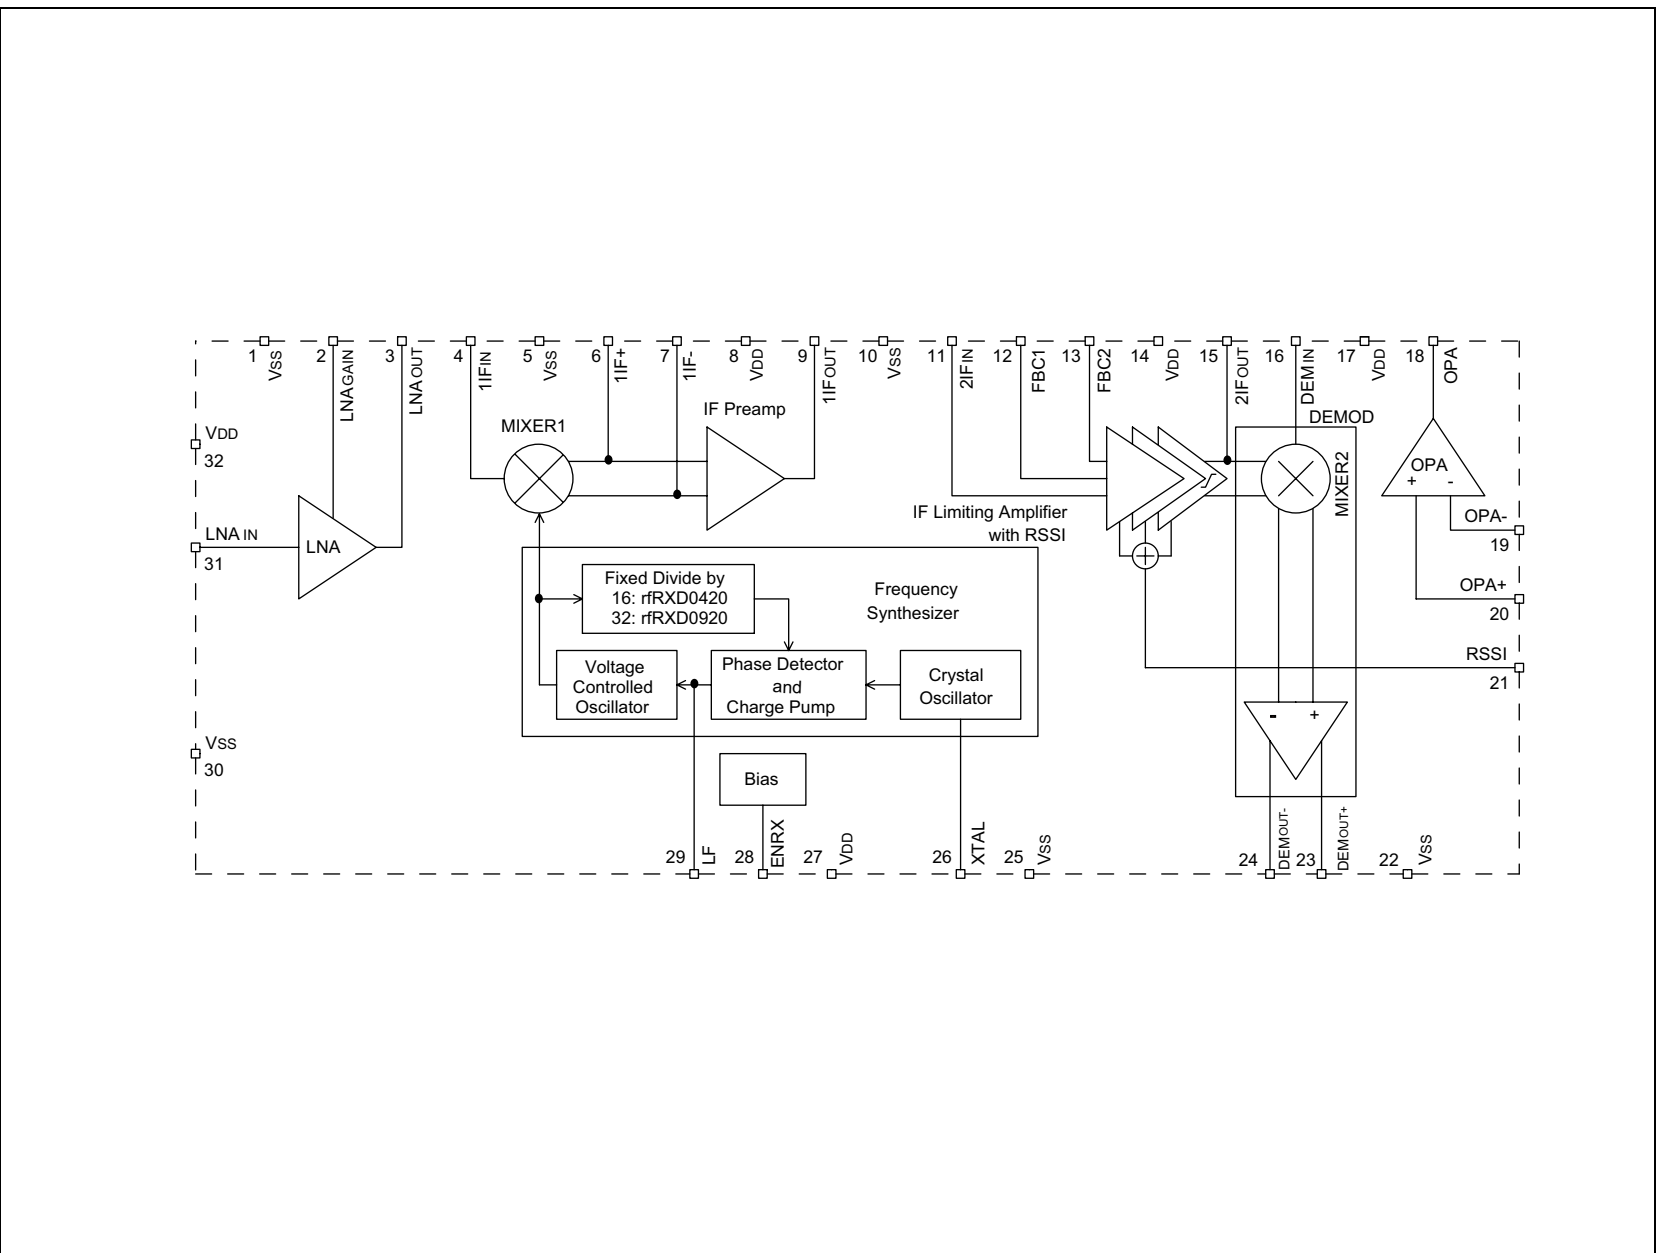 1
VSS
2
LNAGAIN
3
LNAOUT
4
1IFIN
5
VSS
6
1IF+
7
1IF-
8
VDD
9
1IFOUT
10
VSS
11
2IFIN
12
FBC1
13
FBC2
14
VDD
15
2IFOUT
16
DEMIN
17
VDD
18
OPA
VDD
32
LNAIN
31
LNA
VSS
30
MIXER1
IF Preamp
IF Limiting Amplifier
with RSSI
DEMOD
MIXER2
OPA
+ -
OPA-
19
OPA+
20
RSSI
21
Fixed Divide by
16: rfRXD0420
32: rfRXD0920
Frequency
Synthesizer
Voltage
Controlled
Oscillator
Phase Detector
and
Charge Pump
Crystal
Oscillator
- +
Bias
29
LF
28
ENRX
27
VDD
26
XTAL
25
VSS
24
DEMOUT-
23
DEMOUT+
22
VSS